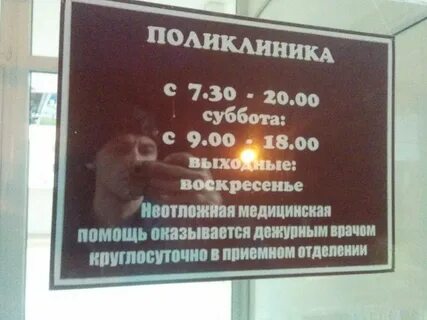 ПОЛИКЛИНИКА
с 7.30 - 20.00
суббота:
с 9.00 - 18.00
выходные:
воскресенье
Неотложная медицинская
помощь оказывается дежурным врачом
круглосуточно в приемном отделении